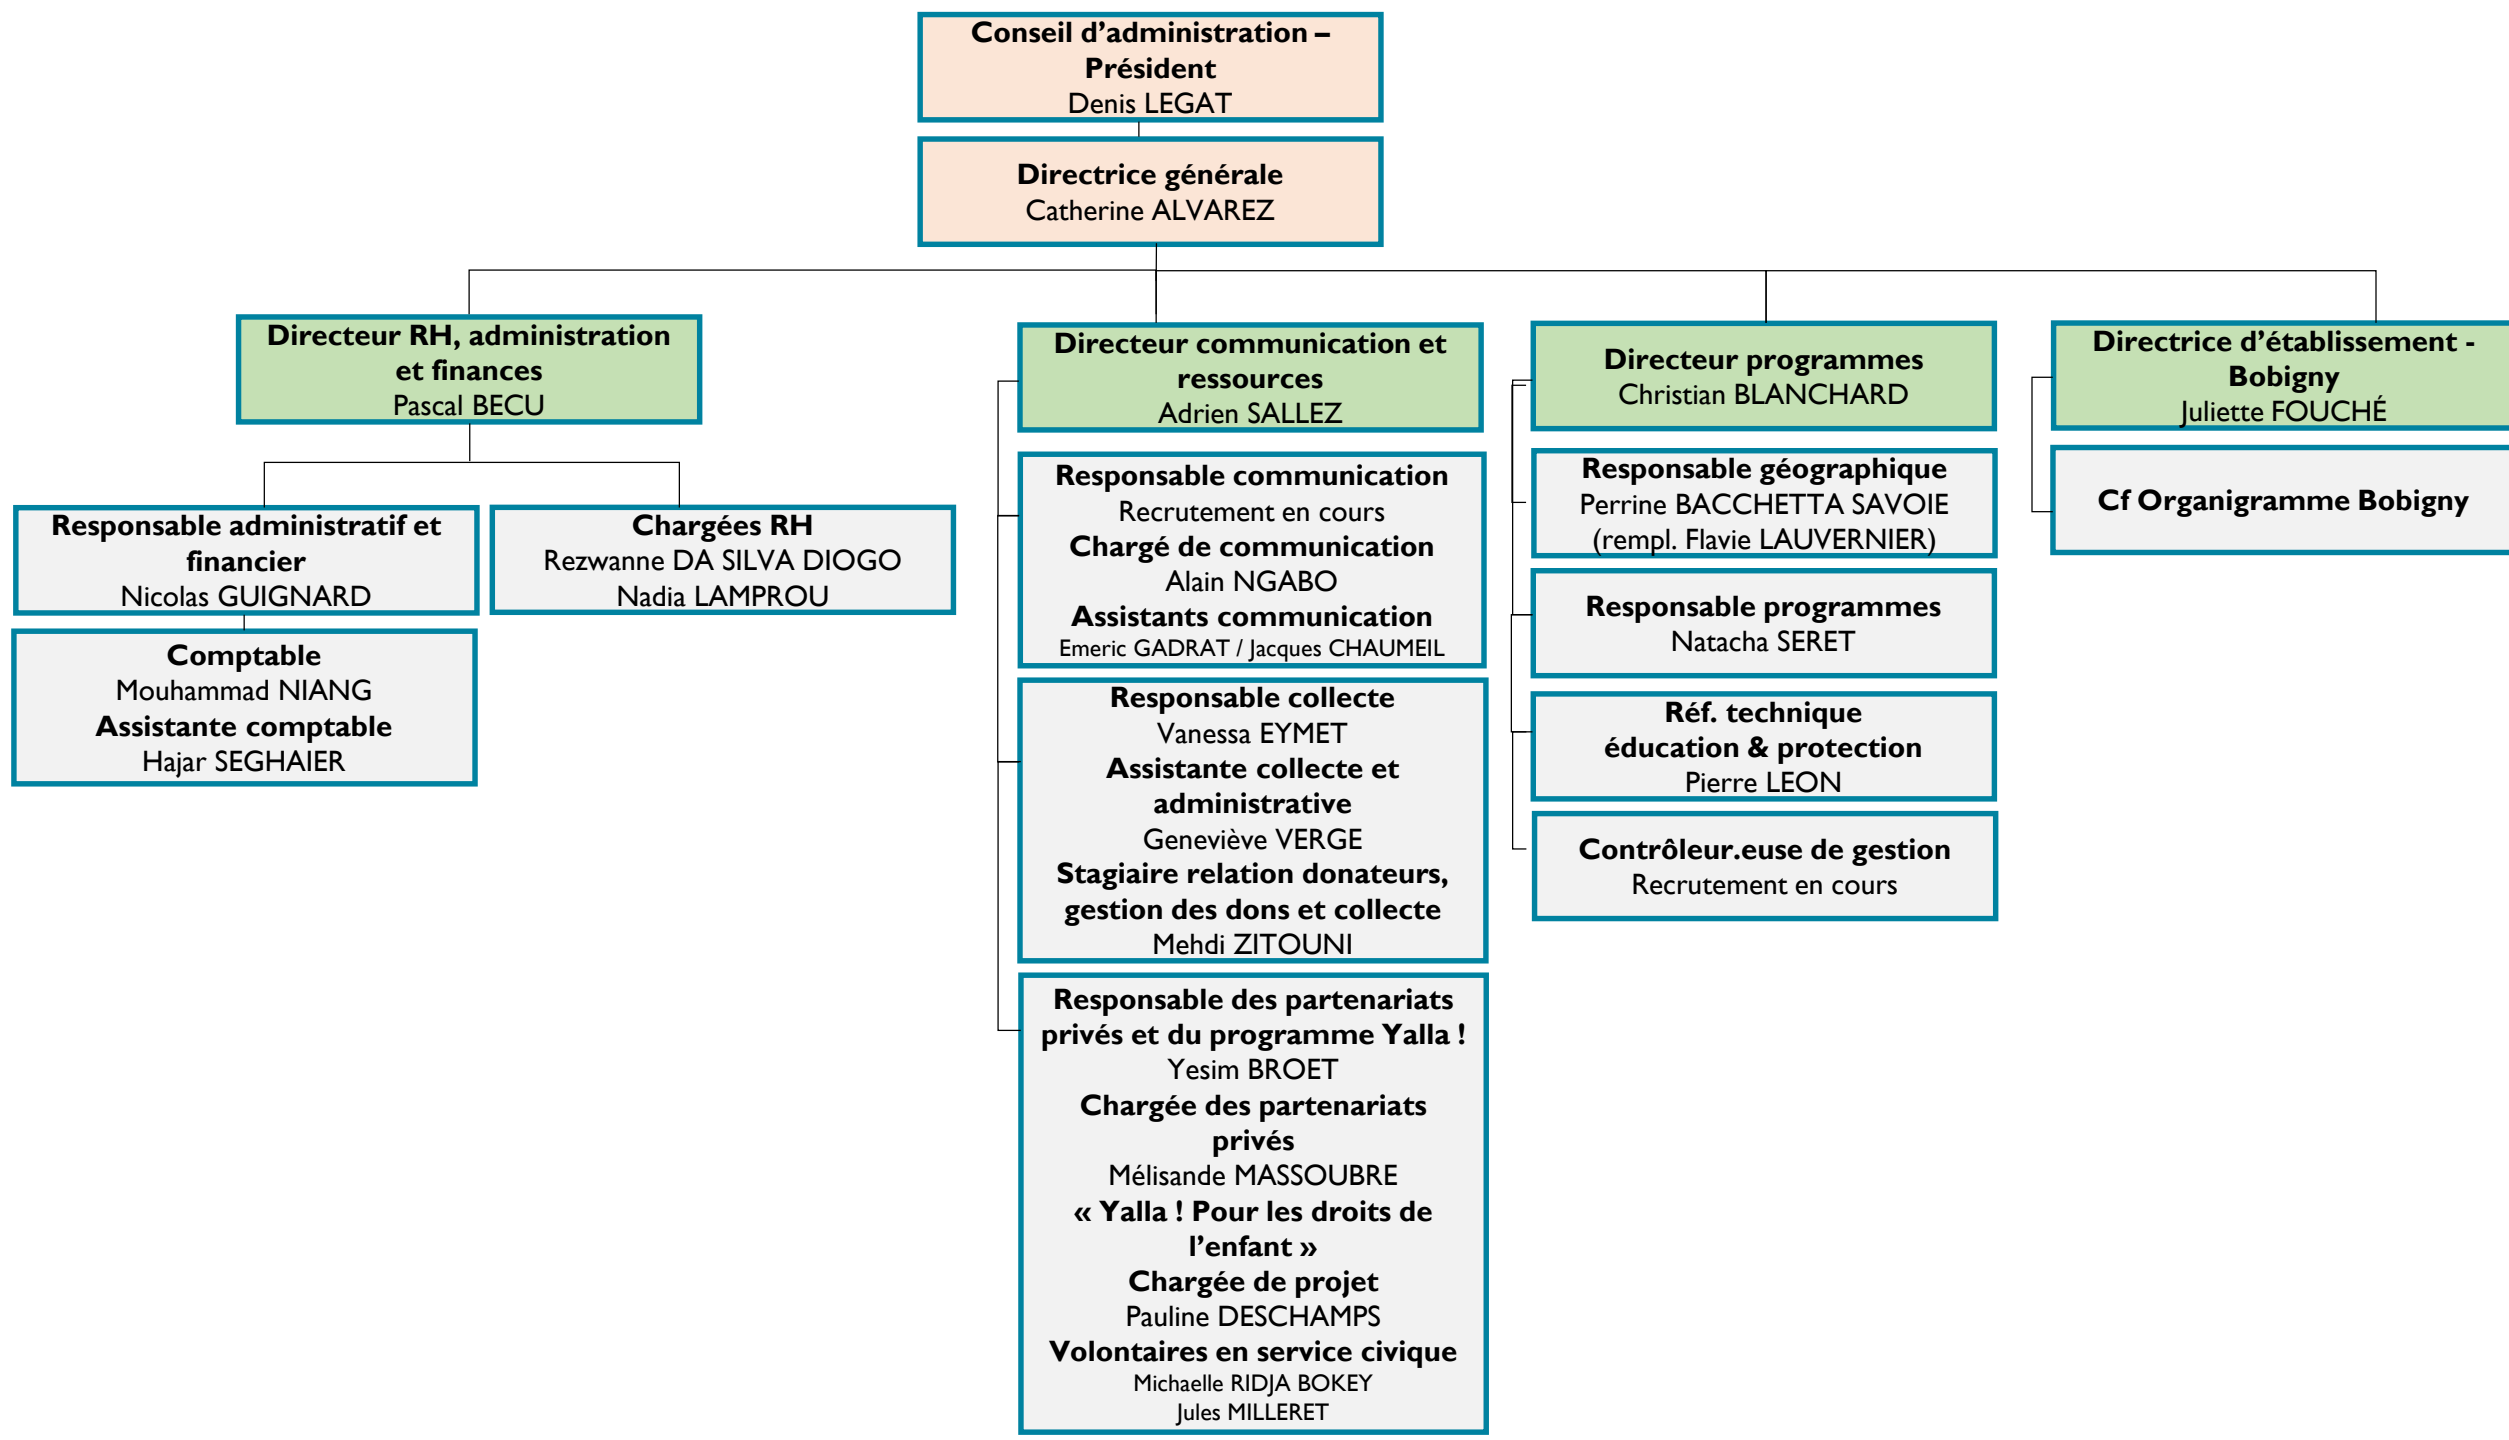 Conseil d’administration –
Président
Denis LEGAT
Directrice générale
Catherine ALVAREZ
Directeur RH, administration
et finances
Pascal BECU
Responsable administratif et
financier
Nicolas GUIGNARD
Comptable
Mouhammad NIANG
Assistante comptable
Hajar SEGHAIER
Chargées RH
Rezwanne DA SILVA DIOGO
Nadia LAMPROU
Directeur communication et
ressources
Adrien SALLEZ
Responsable communication
Recrutement en cours
Chargé de communication
Alain NGABO
Assistants communication
Emeric GADRAT / Jacques CHAUMEIL
Responsable collecte
Vanessa EYMET
Assistante collecte et
administrative
Geneviève VERGE
Stagiaire relation donateurs,
gestion des dons et collecte
Mehdi ZITOUNI
Responsable des partenariats
privés et du programme Yalla !
Yesim BROET
Chargée des partenariats
privés
Mélisande MASSOUBRE
« Yalla ! Pour les droits de
l’enfant »
Chargée de projet
Pauline DESCHAMPS
Volontaires en service civique
Michaelle RIDJA BOKEY
Jules MILLERET
Directeur programmes
Christian BLANCHARD
Responsable géographique
Perrine BACCHETTA SAVOIE
(rempl. Flavie LAUVERNIER)
Responsable programmes
Natacha SERET
Réf. technique
éducation & protection
Pierre LEON
Contrôleur.euse de gestion
Recrutement en cours
Directrice d’établissement -
Bobigny
Juliette FOUCHÉ
Cf Organigramme Bobigny